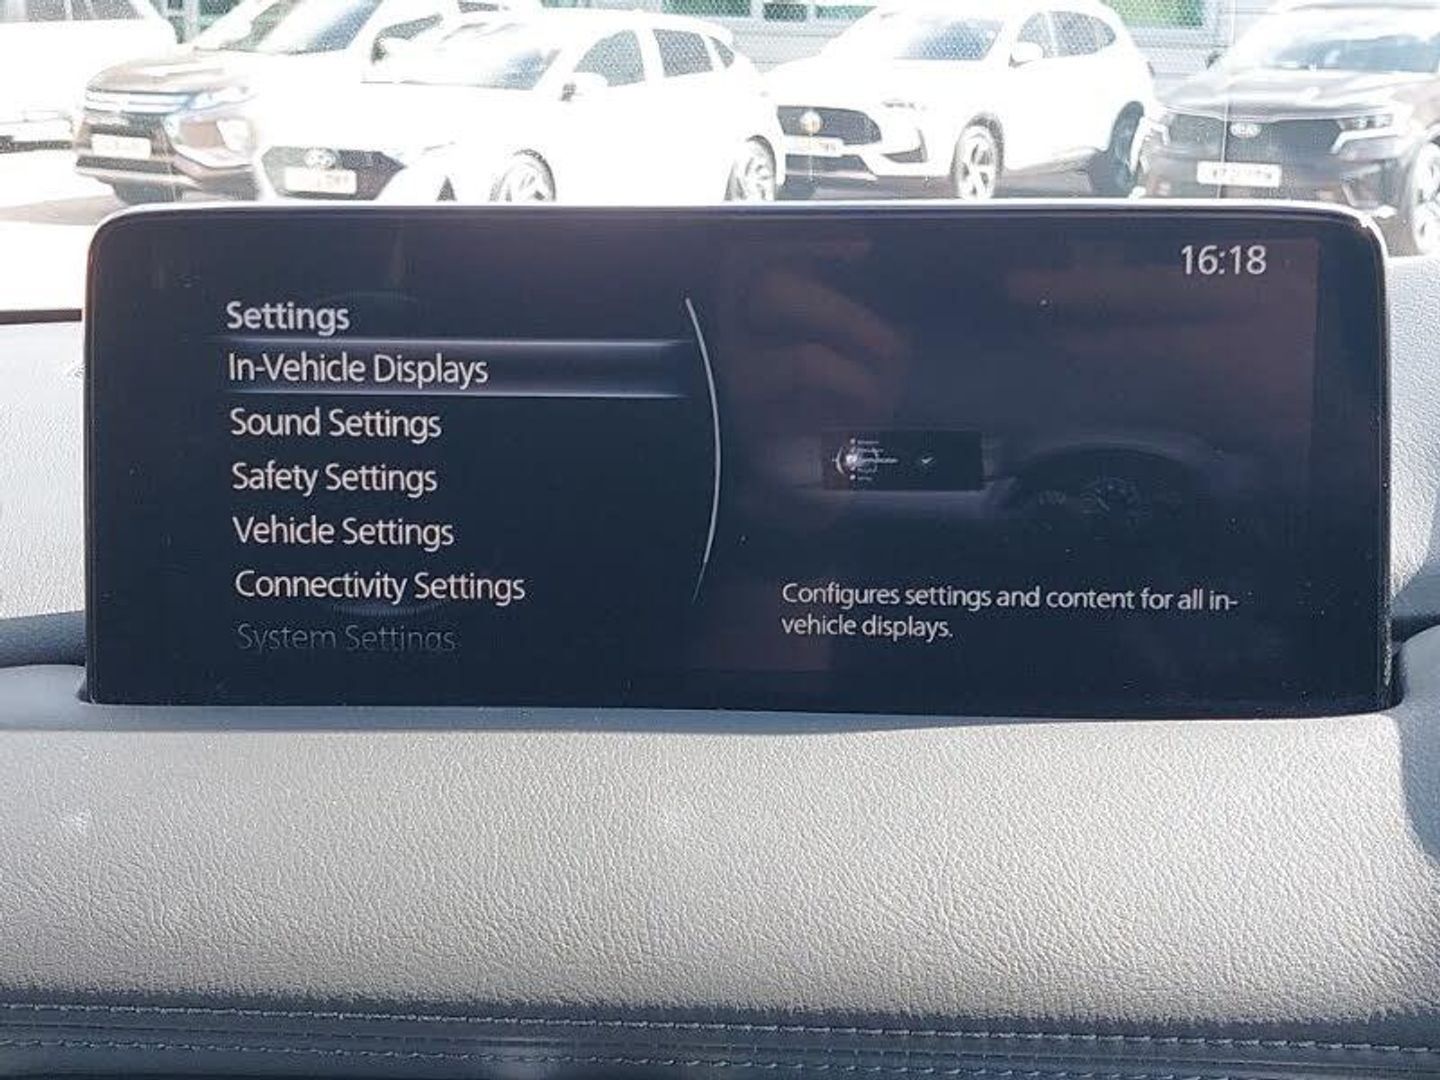 16:18
Settings
In-Vehicle Displays
Sound Settings
Safety Settings
Vehicle Settings
Connectivity Settings
System Settings
Configures settings and content for all in-
vehicle displays.